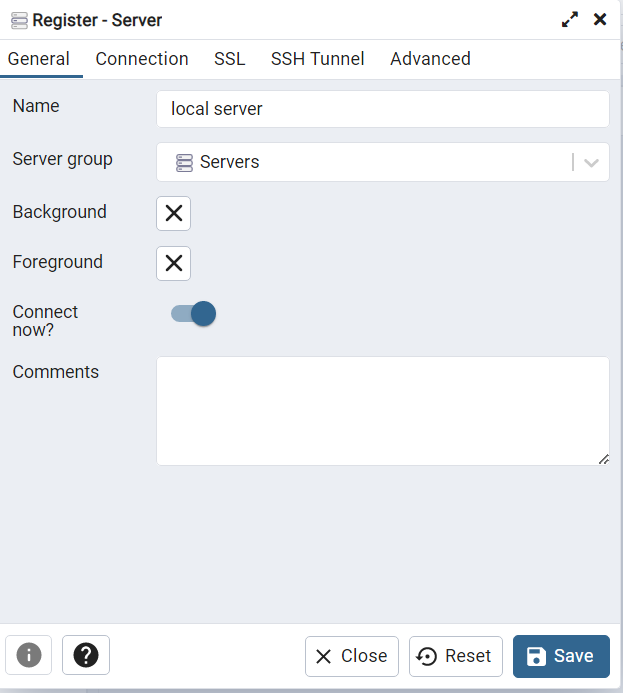 Register - Server
General Connection SSL SSH Tunnel Advanced
Name local server
Server group Servers
Background
Foreground
Connect
now?
Comments
Close Reset Save